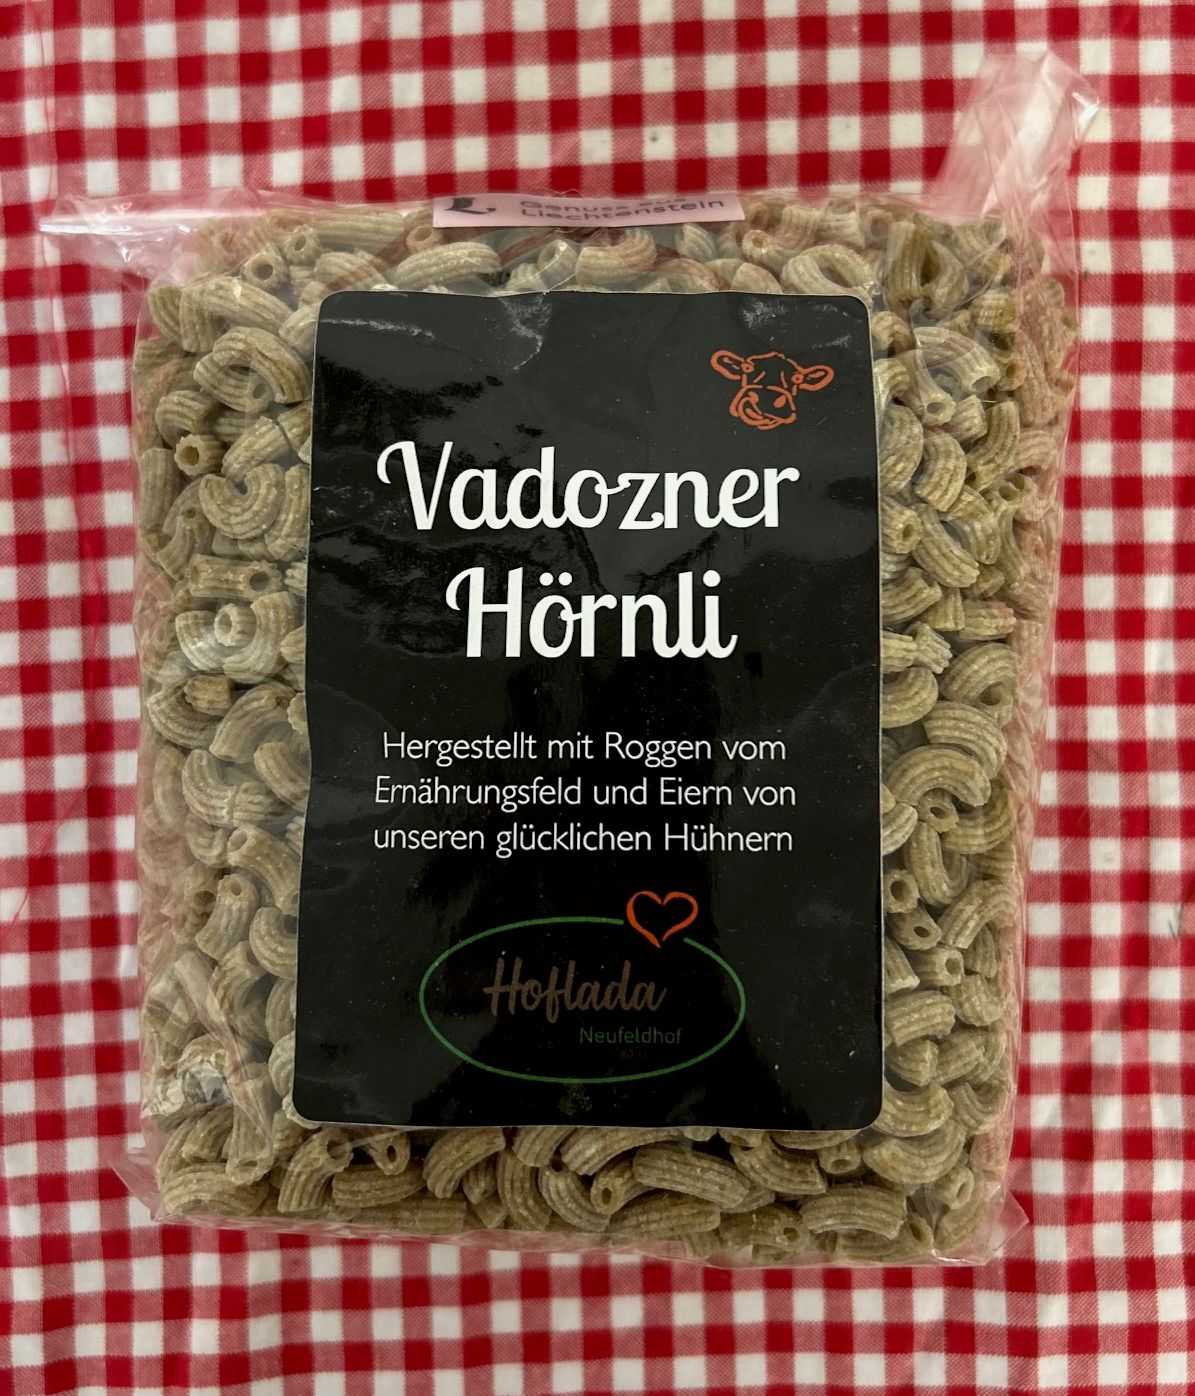 L Genuss aus
Liechtenstein
Vadozner
Hörnli
Hergestellt mit Roggen vom
Ernährungsfeld und Eiern von
unseren glücklichen Hühnern
Hoflada
Neufeldhof